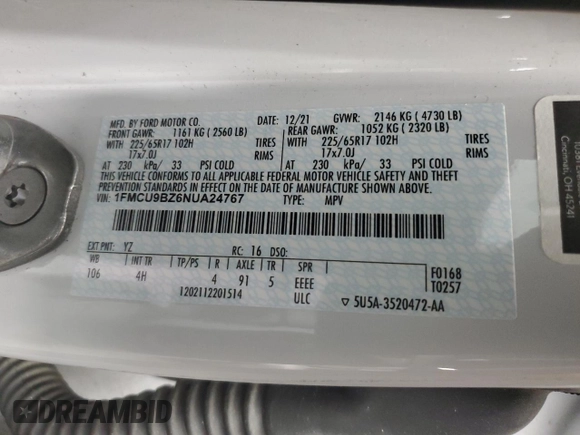 MFD. BY FORD MOTOR CO.
12/21
GVWR: 2146 KG ( 4730 LB)
FRONT GAWR: 1161 KG ( 2560 LB)
REAR GAWR: 1052 KG ( 2320 LB)
WITH 225/65R17 102H TIRES
WITH 225/65R17 102H TIRES
17x7.0J RIMS
17x7.0J RIMS
AT 230 kPa/ 33 PSI COLD
AT 230 kPa/ 33 PSI COLD
THIS VEHICLE CONFORMS TO ALL APPLICABLE FEDERAL MOTOR VEHICLE SAFETY AND THEFT PREVENTION STANDARDS IN EFFECT ON THE DATE OF MANUFACTURE SHOWN ABOVE.
VIN: 1FMCU9BZ6NUA24767
TYPE: MPV
EXT PNT: YZ RC: 16 DSO:
WB INT TR TP/PS R AXLE TR SPR
106 4H 4 91 5 EEEE
1202112201514 ULC
F0168
T0257
▽ 5U5A-3520472-AA
Cincinnati, OH 45241
DREAMBID